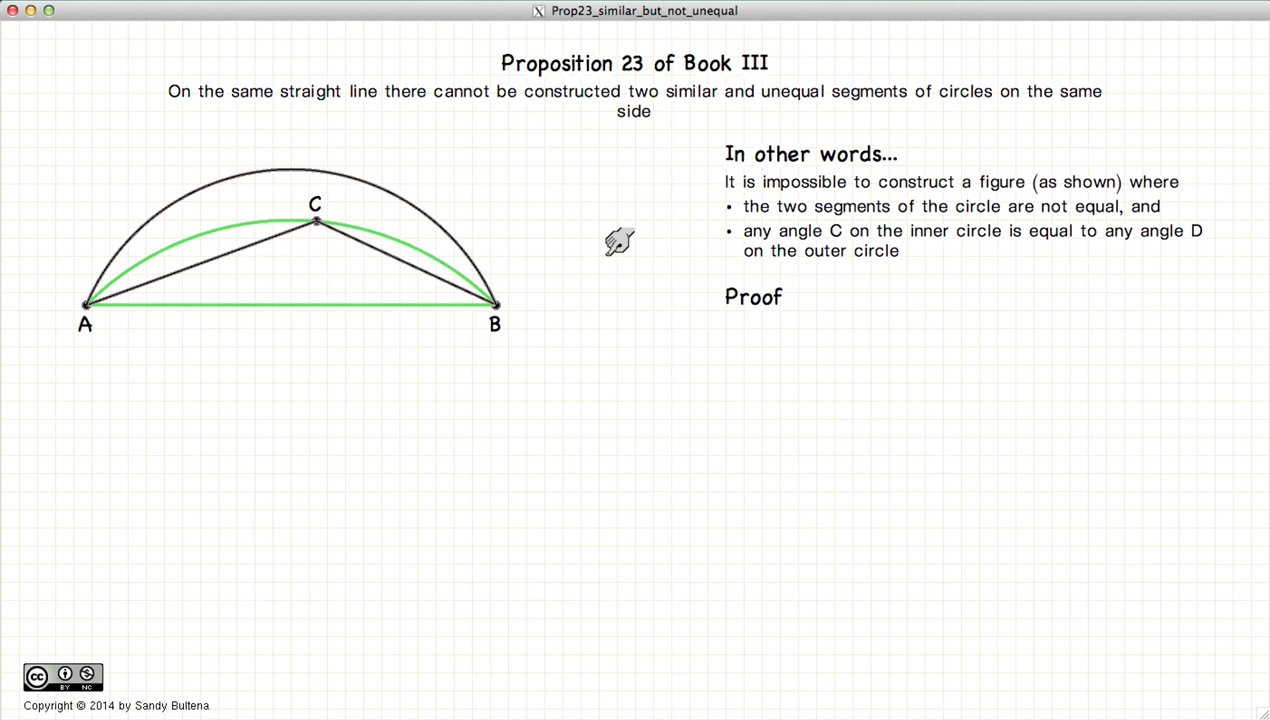 Prop23_similar_but_not_unequal
Proposition 23 of Book III
On the same straight line there cannot be constructed two similar and unequal segments of circles on the same
side
In other words...
It is impossible to construct a figure (as shown) where
• the two segments of the circle are not equal, and
• any angle C on the inner circle is equal to any angle D
on the outer circle
Proof
C
A
B
cc
BY NC
Copyright © 2014 by Sandy Bultena